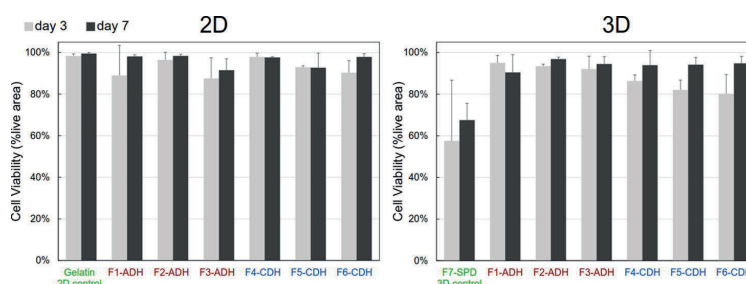 day 3 day 7
2D
Cell Viability (%live area)
100%
80%
60%
40%
20%
0%
Gelatin F1-ADH F2-ADH F3-ADH F4-CDH F5-CDH F6-CDH
2D control
3D
Cell Viability (%live area)
100%
80%
60%
40%
20%
0%
F7-SPD F1-ADH F2-ADH F3-ADH F4-CDH F5-CDH F6-CD
3D control